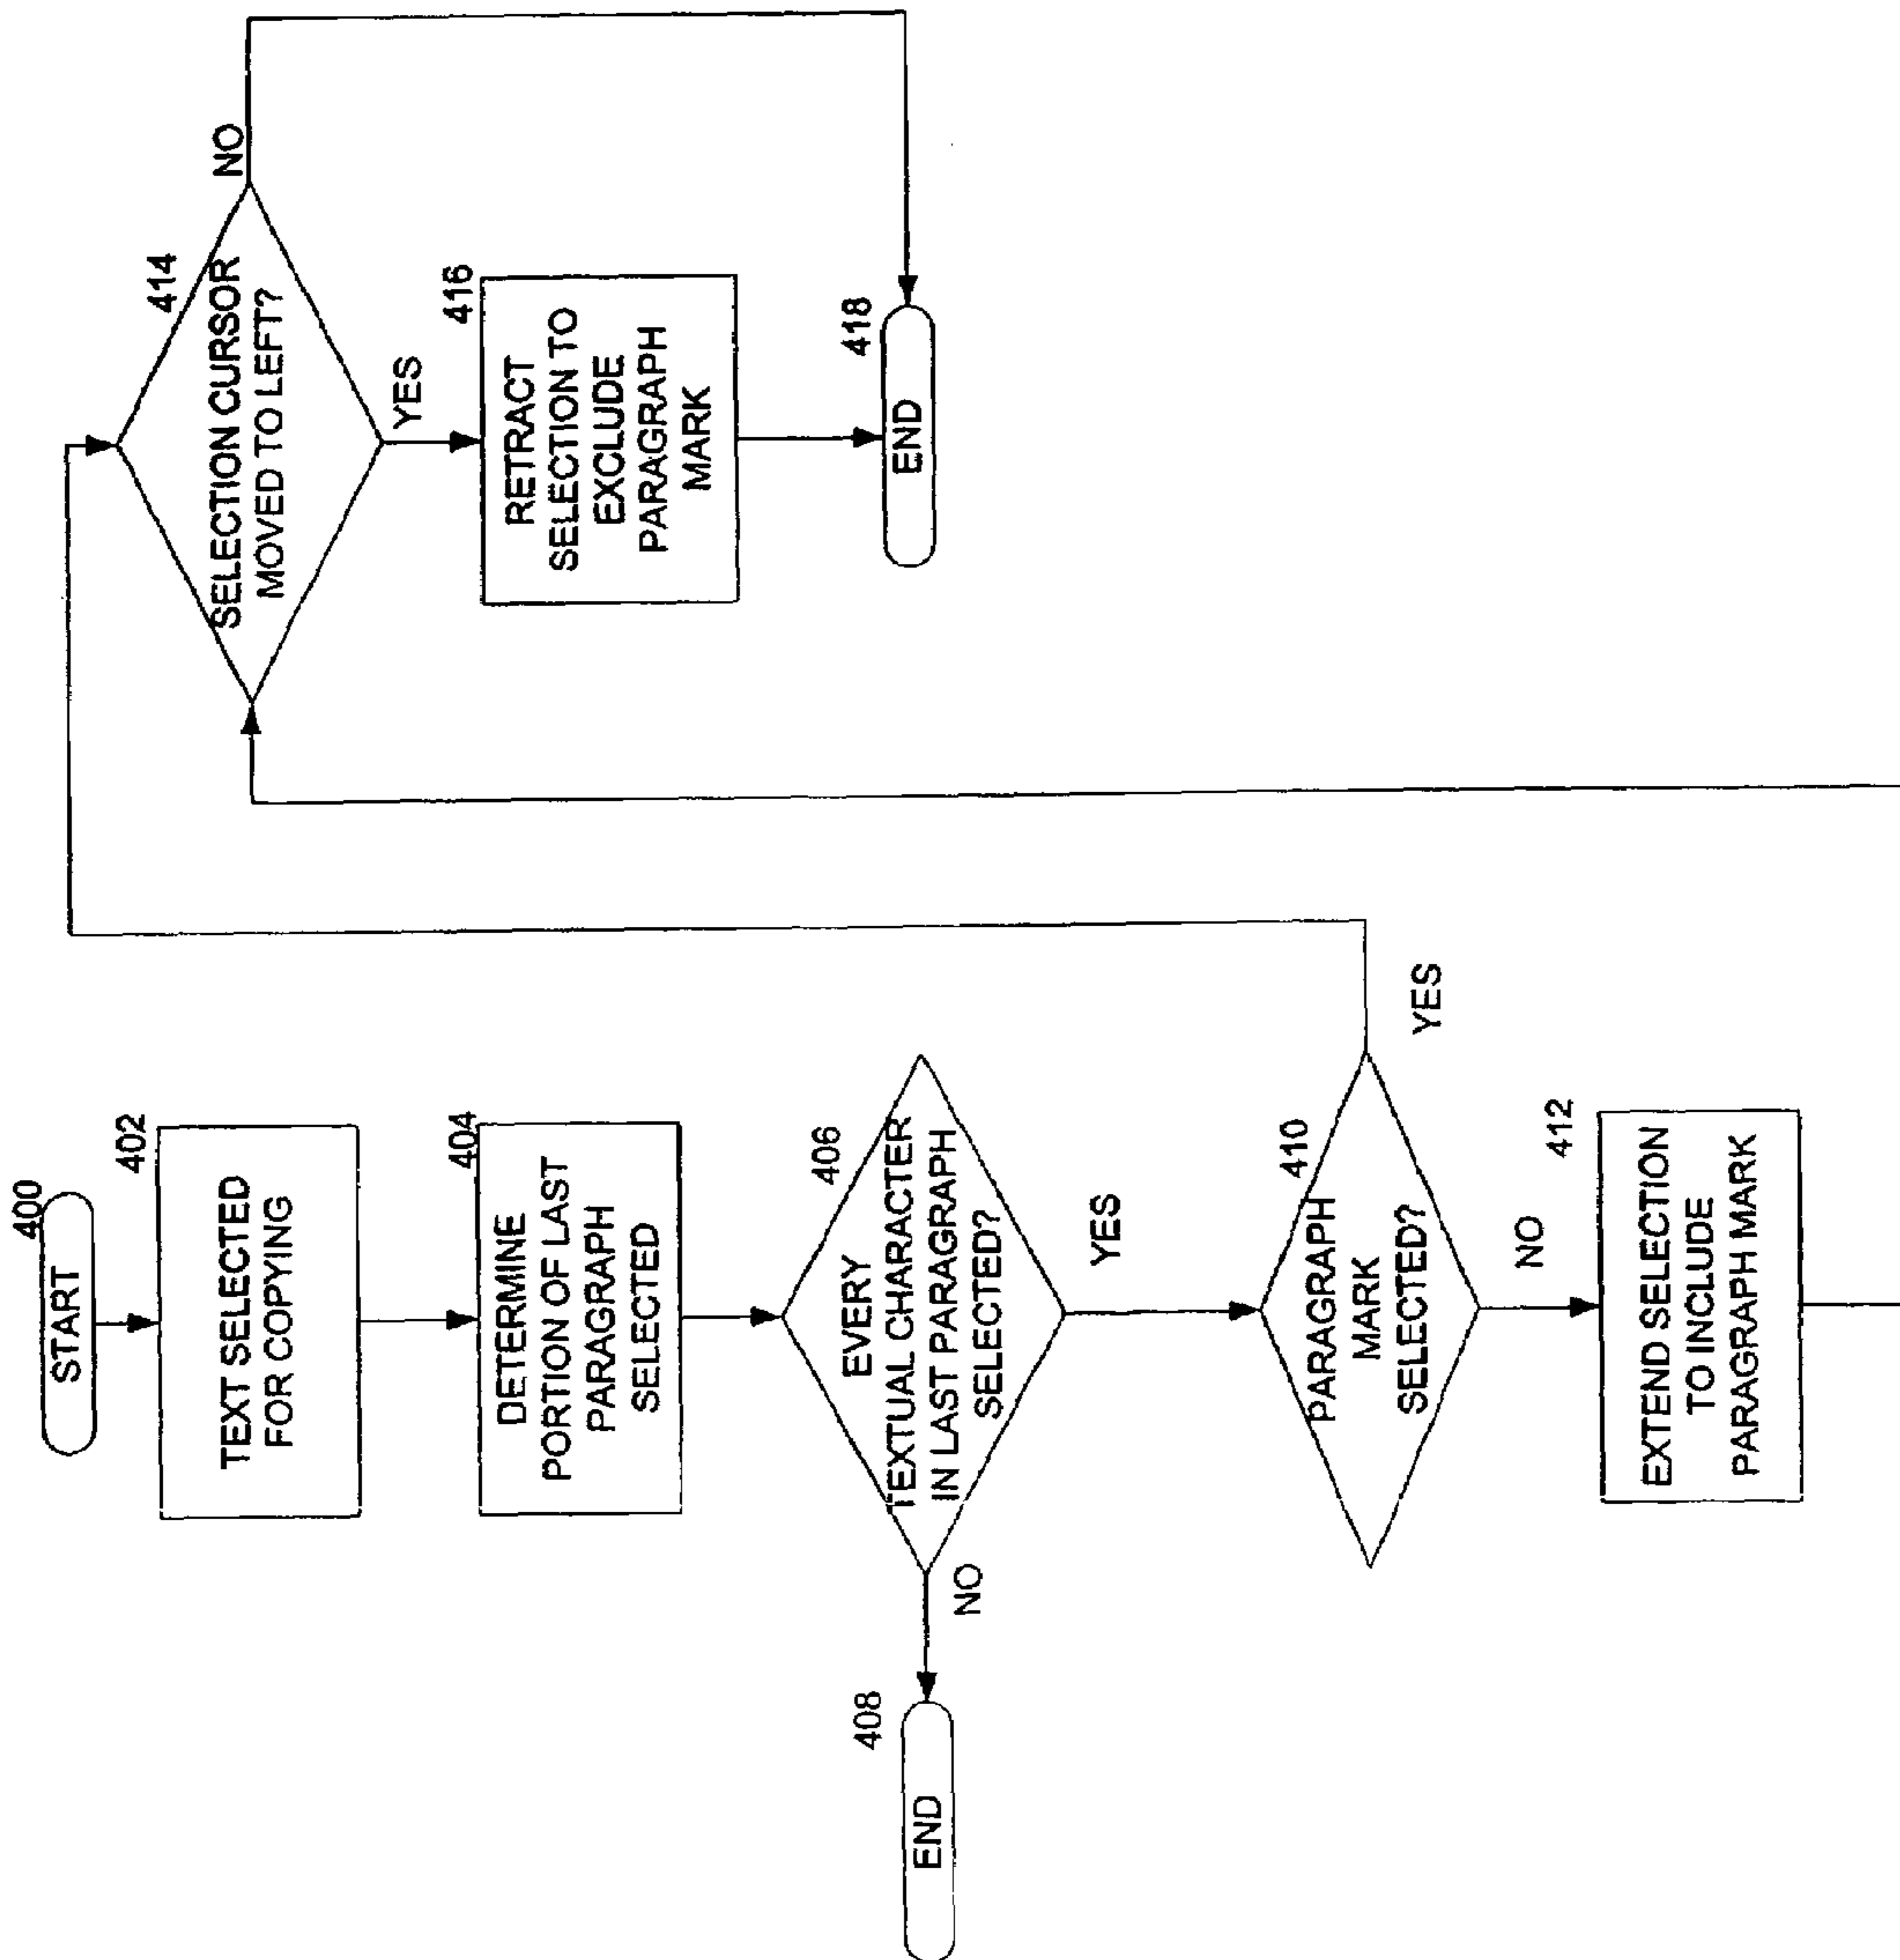 400
START
402
TEXT SELECTED
FOR COPYING
404
DETERMINE
PORTION OF LAST
PARAGRAPH
SELECTED
406
EVERY
TEXTUAL CHARACTER
IN LAST PARAGRAPH
SELECTED?
NO
408
END
YES
410
PARAGRAPH
MARK
SELECTED?
YES
NO
412
EXTEND SELECTION
TO INCLUDE
PARAGRAPH MARK
414
SELECTION CURSOR
MOVED TO LEFT?
NO
YES
416
RETRACT
SELECTION TO
EXCLUDE
PARAGRAPH
MARK
418
END